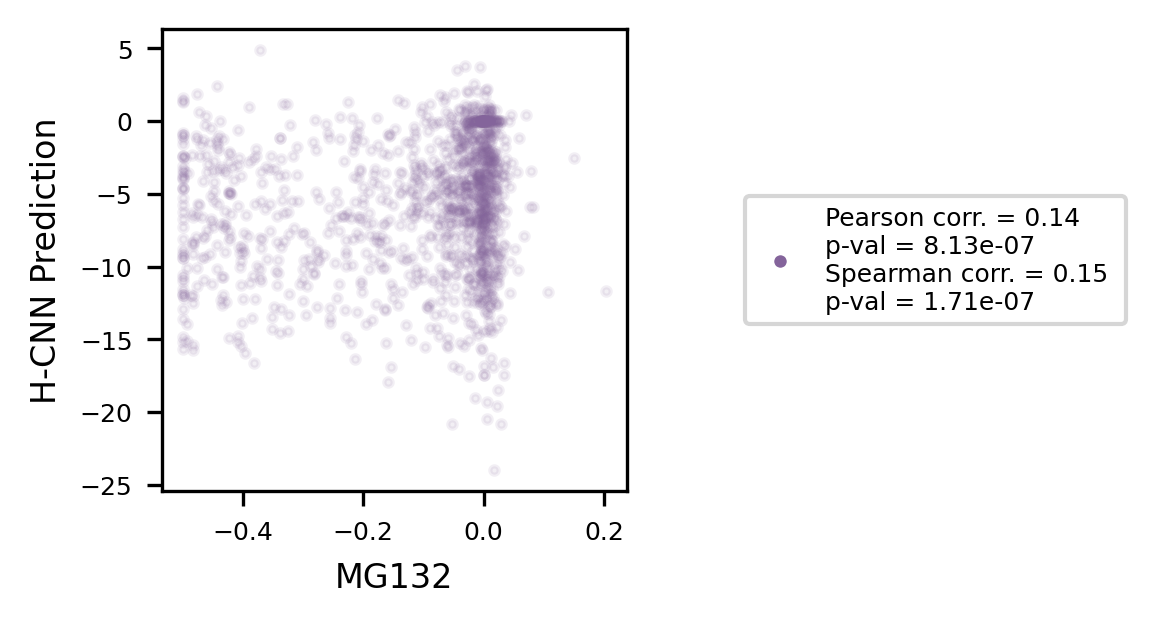 5
0
−5
−10
−15
−20
−25
H-CNN Prediction
−0.4 −0.2 0.0 0.2
MG132
Pearson corr. = 0.14
p-val = 8.13e-07
Spearman corr. = 0.15
p-val = 1.71e-07